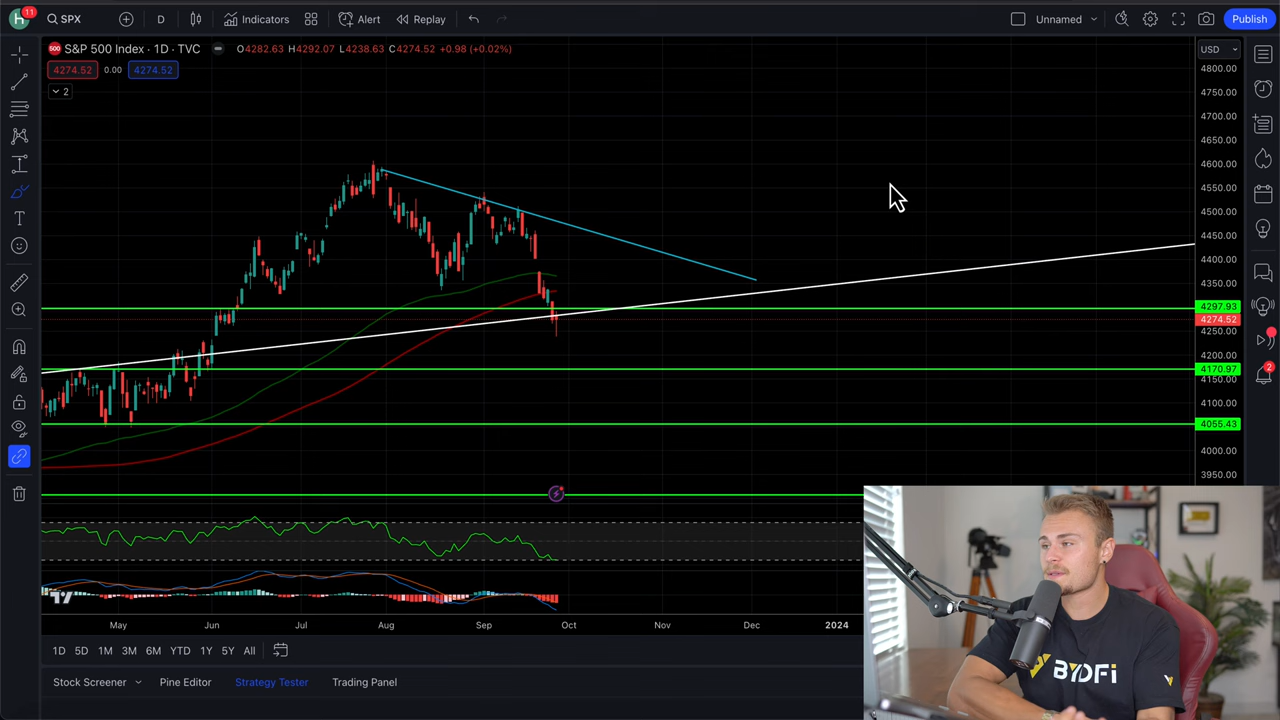 h
11
SPX
D
Indicators
Alert
Replay
Unnamed
Publish
500 S&P 500 Index · 1D · TVC
O4282.63 H4292.07 L4238.63 C4274.52 +0.98 (+0.02%)
4274.52 0.00 4274.52
2
USD
4800.00
4750.00
4700.00
4650.00
4600.00
4550.00
4500.00
4450.00
4400.00
4350.00
4297.93
4274.52
4250.00
4200.00
4170.97
4150.00
4100.00
4055.43
4000.00
3950.00
2
May Jun Jul Aug Sep Oct Nov Dec 2024
1D 5D 1M 3M 6M YTD 1Y 5Y All
Stock Screener Pine Editor Strategy Tester Trading Panel
BYDFi